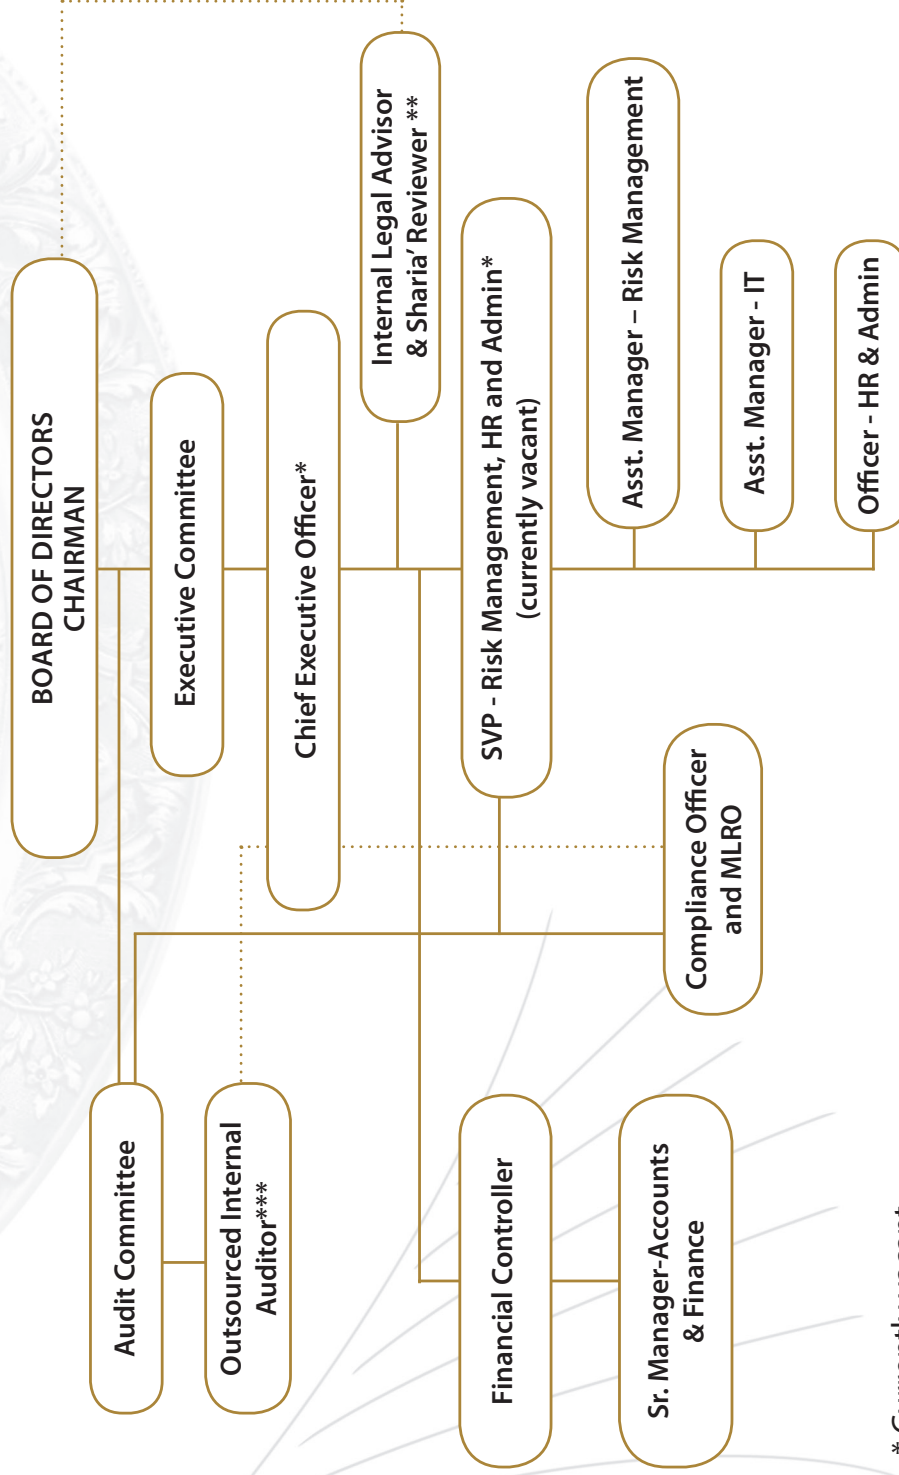 BOARD OF DIRECTORS
CHAIRMAN
Executive Committee
Audit Committee
Outsourced Internal
Auditor***
Chief Executive Officer*
Internal Legal Advisor
& Sharia’ Reviewer **
Financial Controller
SVP - Risk Management, HR and Admin*
(currently vacant)
Sr. Manager-Accounts
& Finance
Compliance Officer
and MLRO
Asst. Manager – Risk Management
Asst. Manager - IT
Officer - HR & Admin